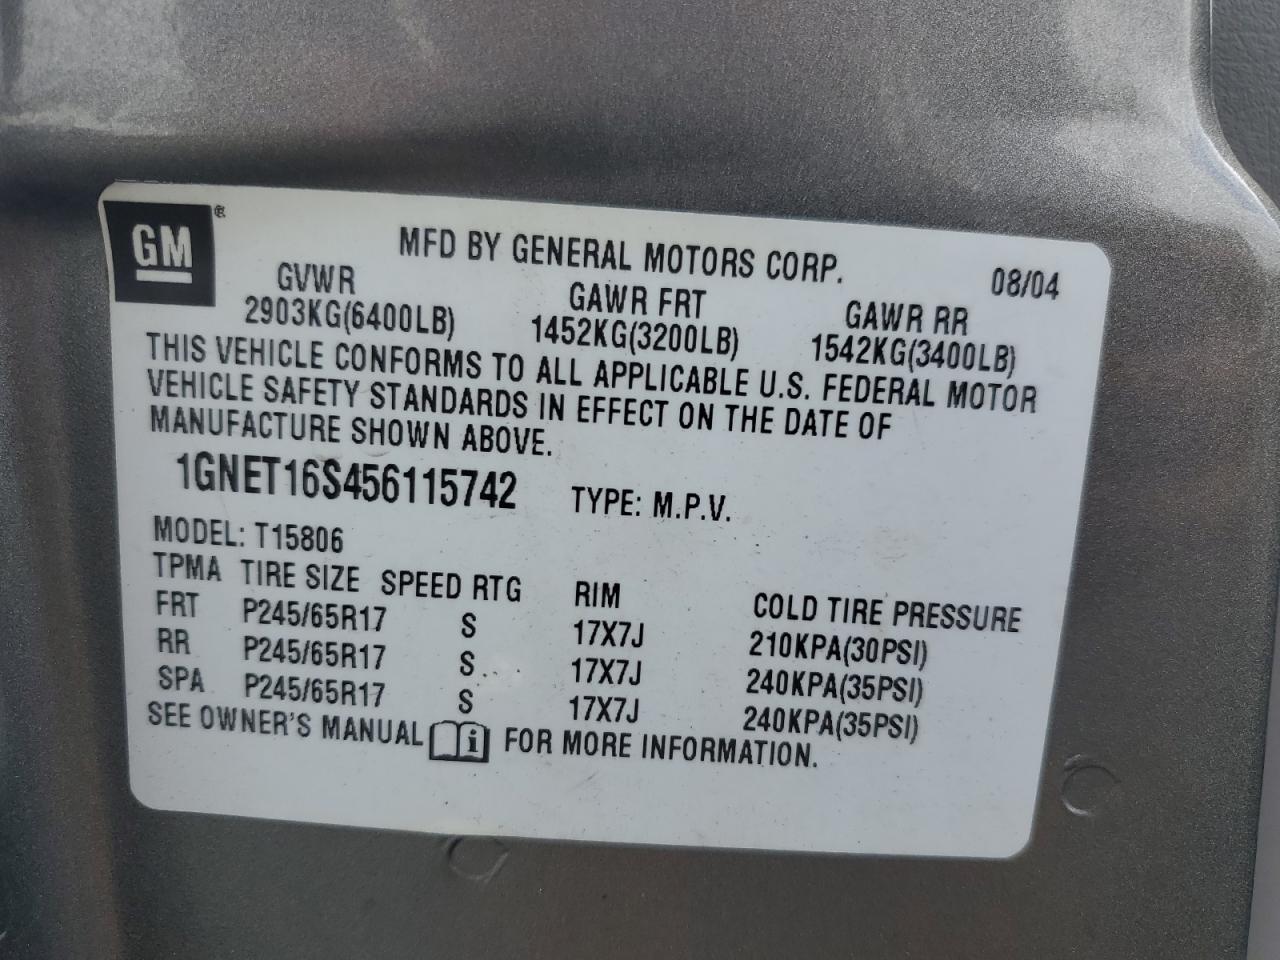 GM ®
MFD BY GENERAL MOTORS CORP. 08/04
GVWR GAWR FRT GAWR RR
2903KG(6400LB) 1452KG(3200LB) 1542KG(3400LB)
THIS VEHICLE CONFORMS TO ALL APPLICABLE U.S. FEDERAL MOTOR
VEHICLE SAFETY STANDARDS IN EFFECT ON THE DATE OF
MANUFACTURE SHOWN ABOVE.
1GNET16S456115742 TYPE: M.P.V.
MODEL: T15806
TPMA TIRE SIZE SPEED RTG RIM COLD TIRE PRESSURE
FRT P245/65R17 S 17X7J 210KPA(30PSI)
RR P245/65R17 S 17X7J 240KPA(35PSI)
SPA P245/65R17 S 17X7J 240KPA(35PSI)
SEE OWNER'S MANUAL i FOR MORE INFORMATION.